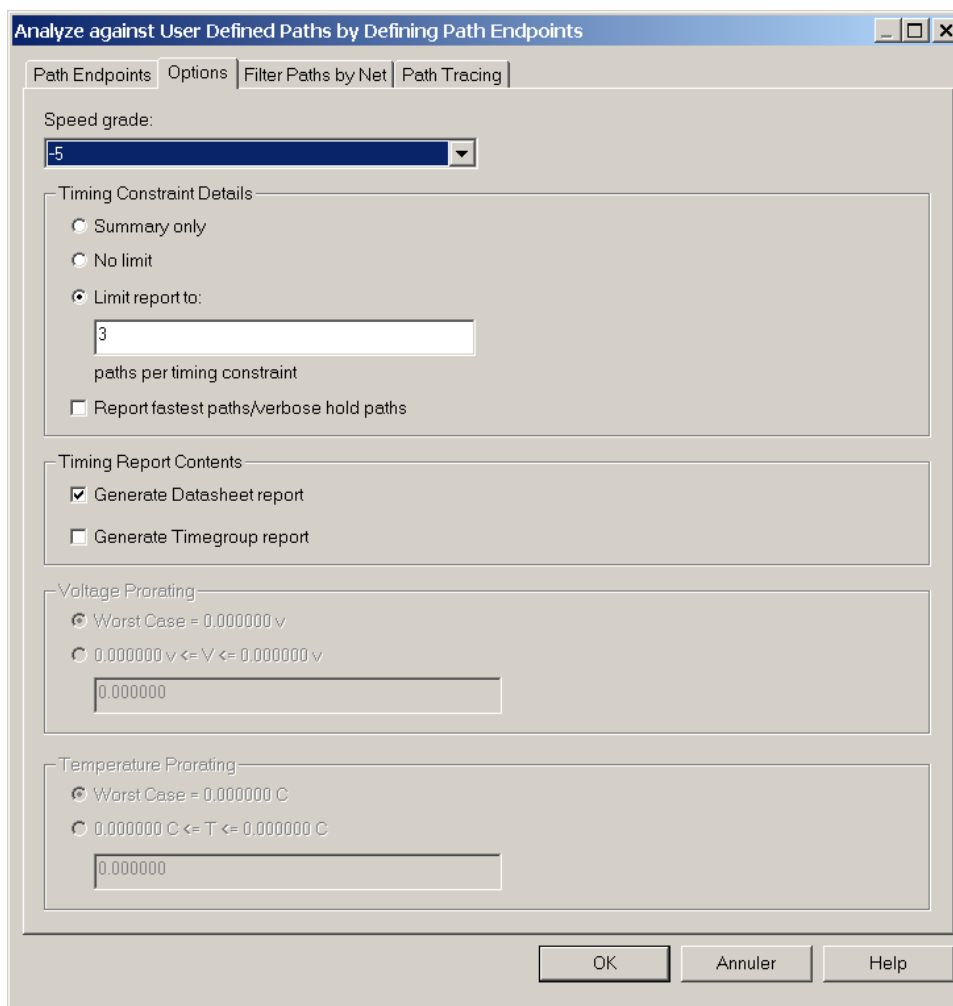 Analyze against User Defined Paths by Defining Path Endpoints
Path Endpoints Options Filter Paths by Net Path Tracing
Speed grade:
-5
Timing Constraint Details
Summary only
No limit
Limit report to:
3
paths per timing constraint
Report fastest paths/verbose hold paths
Timing Report Contents
Generate Datasheet report
Generate Timegroup report
Voltage Prorating
Worst Case = 0.000000 v
0.000000 v <= V <= 0.000000 v
0.000000
Temperature Prorating
Worst Case = 0.000000 C
0.000000 C <= T <= 0.000000 C
0.000000
OK Annuler Help